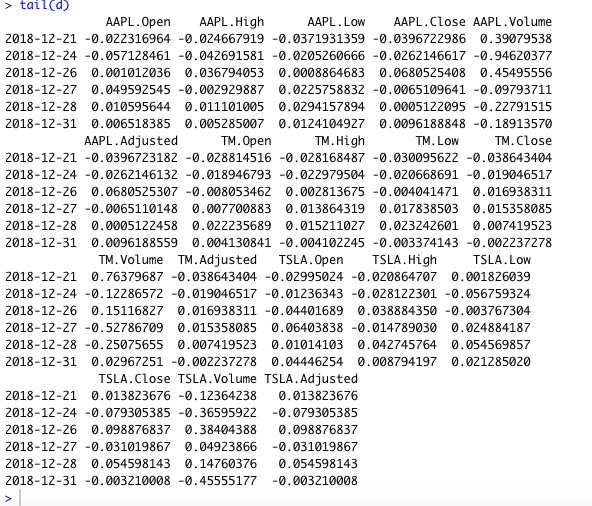 > tail(d)
AAPL.Open AAPL.High AAPL.Low AAPL.Close AAPL.Volume
2018-12-21 -0.022316964 -0.024667919 -0.0371931359 -0.0396722986 0.39079538
2018-12-24 -0.057128461 -0.042691581 -0.0205260666 -0.0262146617 -0.94620377
2018-12-26 0.001012036 0.036794053 0.0008864683 0.0680525408 0.45495556
2018-12-27 0.049592545 -0.002929887 0.0225758832 -0.0065109641 -0.09793711
2018-12-28 0.010595644 0.011101005 0.0294157894 0.0005122095 -0.22791515
2018-12-31 0.006518385 0.005285007 0.0124104927 0.0096188848 -0.18913570
AAPL.Adjusted TM.Open TM.High TM.Low TM.Close
2018-12-21 -0.0396723182 -0.028814516 -0.028168487 -0.030095622 -0.038643404
2018-12-24 -0.0262146132 -0.018946793 -0.022979504 -0.020668691 -0.019046517
2018-12-26 0.0680525307 -0.008053462 0.002813675 -0.004041471 0.016938311
2018-12-27 -0.0065110148 0.007700883 0.013864319 0.017838503 0.015358085
2018-12-28 0.0005122458 0.022235689 0.015211027 0.023242601 0.007419523
2018-12-31 0.0096188559 0.004130841 -0.004102245 -0.003374143 -0.002237278
TM.Volume TM.Adjusted TSLA.Open TSLA.High TSLA.Low
2018-12-21 0.76379687 -0.038643404 -0.02995024 -0.020864707 0.001826039
2018-12-24 -0.12286572 -0.019046517 -0.01236343 -0.028122301 -0.056759324
2018-12-26 0.15116827 0.016938311 -0.04401689 0.038884350 -0.003767304
2018-12-27 -0.52786709 0.015358085 0.06403838 -0.014789030 0.024884187
2018-12-28 -0.25075655 0.007419523 0.01014103 0.042745764 0.054569857
2018-12-31 0.02967251 -0.002237278 0.04446254 0.008794197 0.021285020
TSLA.Close TSLA.Volume TSLA.Adjusted
2018-12-21 0.013823676 -0.12364238 0.013823676
2018-12-24 -0.079305385 -0.36595922 -0.079305385
2018-12-26 0.098876837 0.38404388 0.098876837
2018-12-27 -0.031019867 0.04923866 -0.031019867
2018-12-28 0.054598143 0.14760376 0.054598143
2018-12-31 -0.003210008 -0.45555177 -0.003210008
>